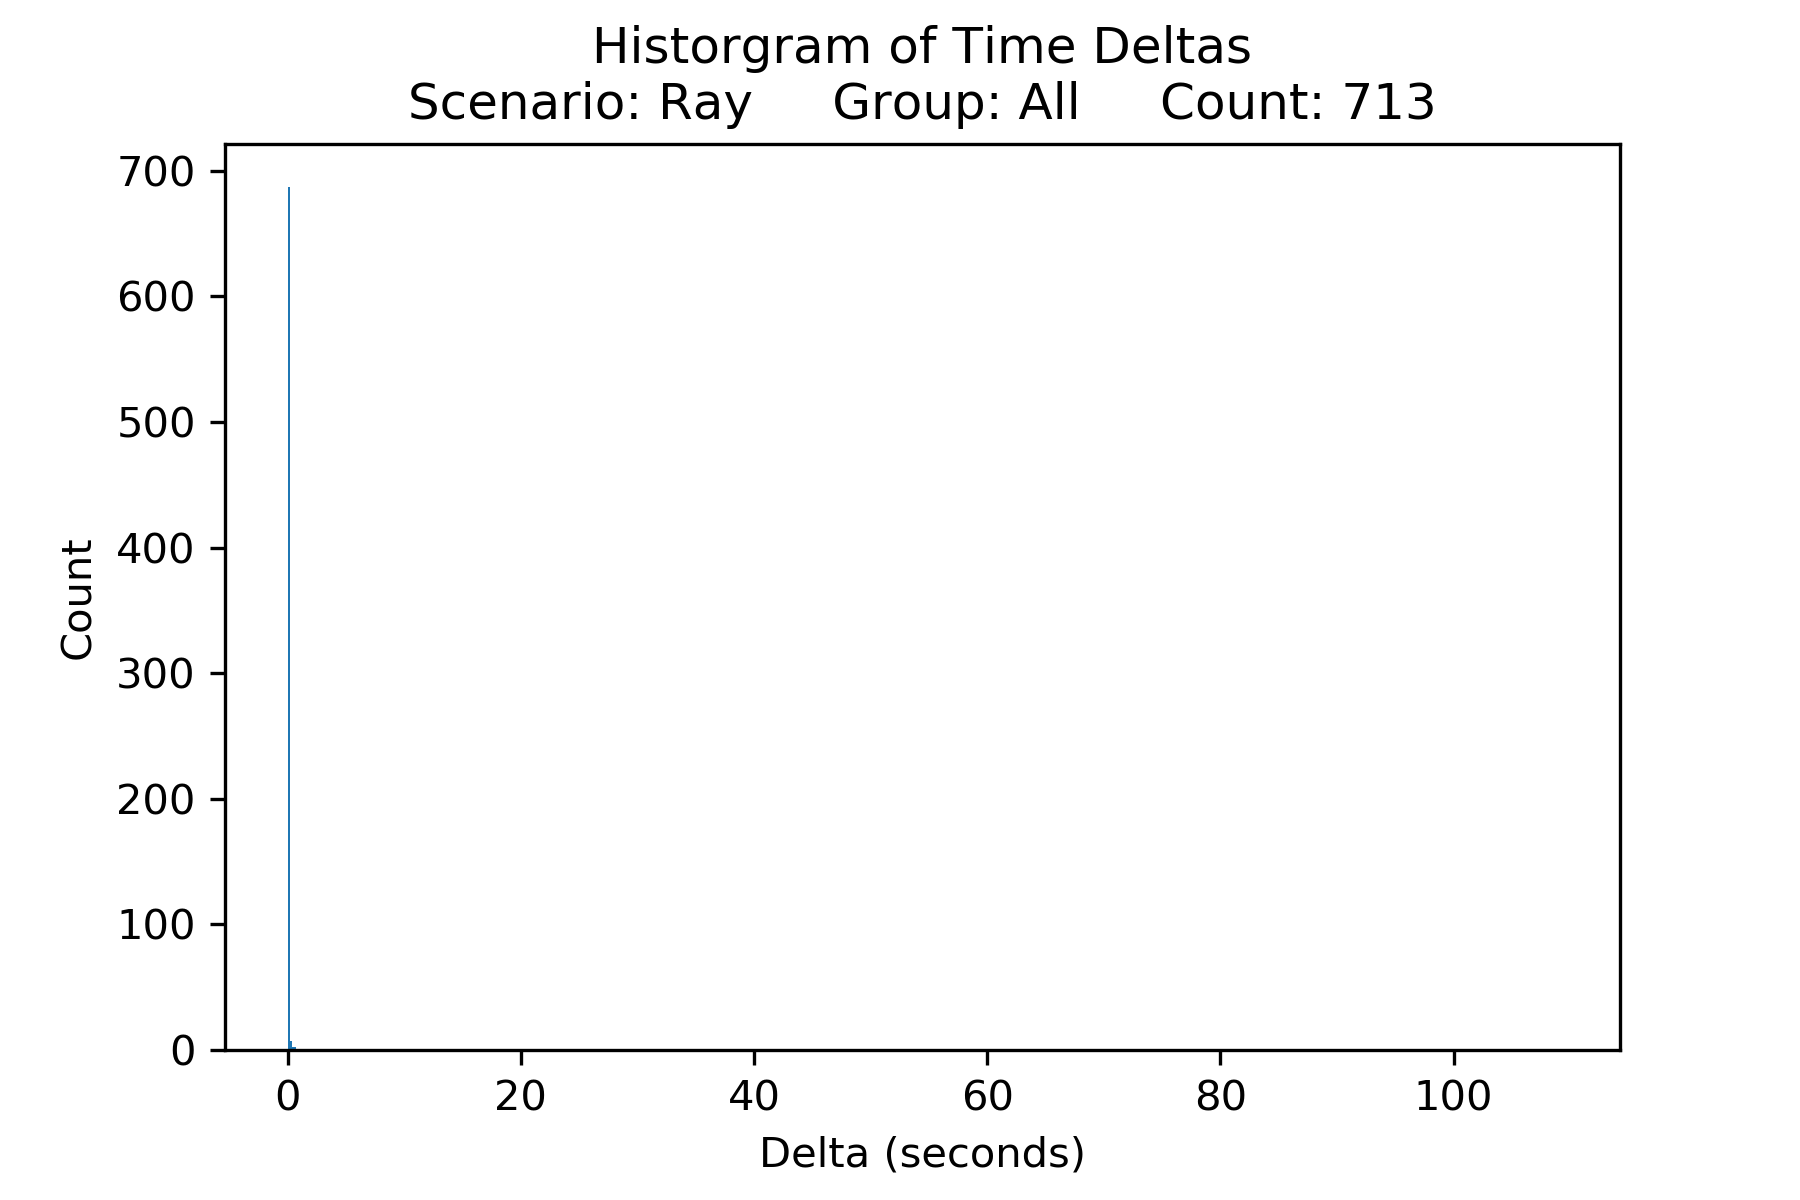 Historgram of Time Deltas
Scenario: Ray     Group: All     Count: 713
700
600
500
400
300
200
100
0
Count
0 20 40 60 80 100
Delta (seconds)